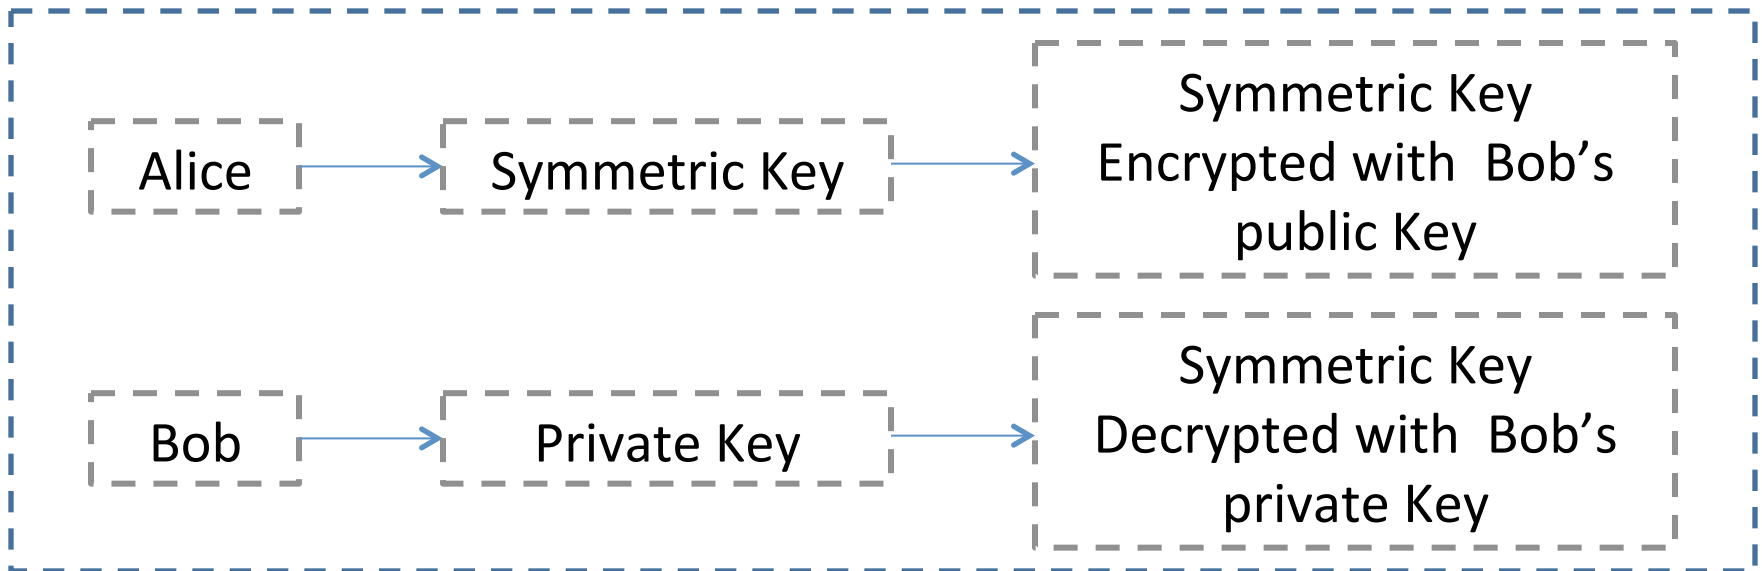 Alice
Symmetric Key
Symmetric Key
Encrypted with  Bob’s
public Key
Bob
Private Key
Symmetric Key
Decrypted with  Bob’s
private Key